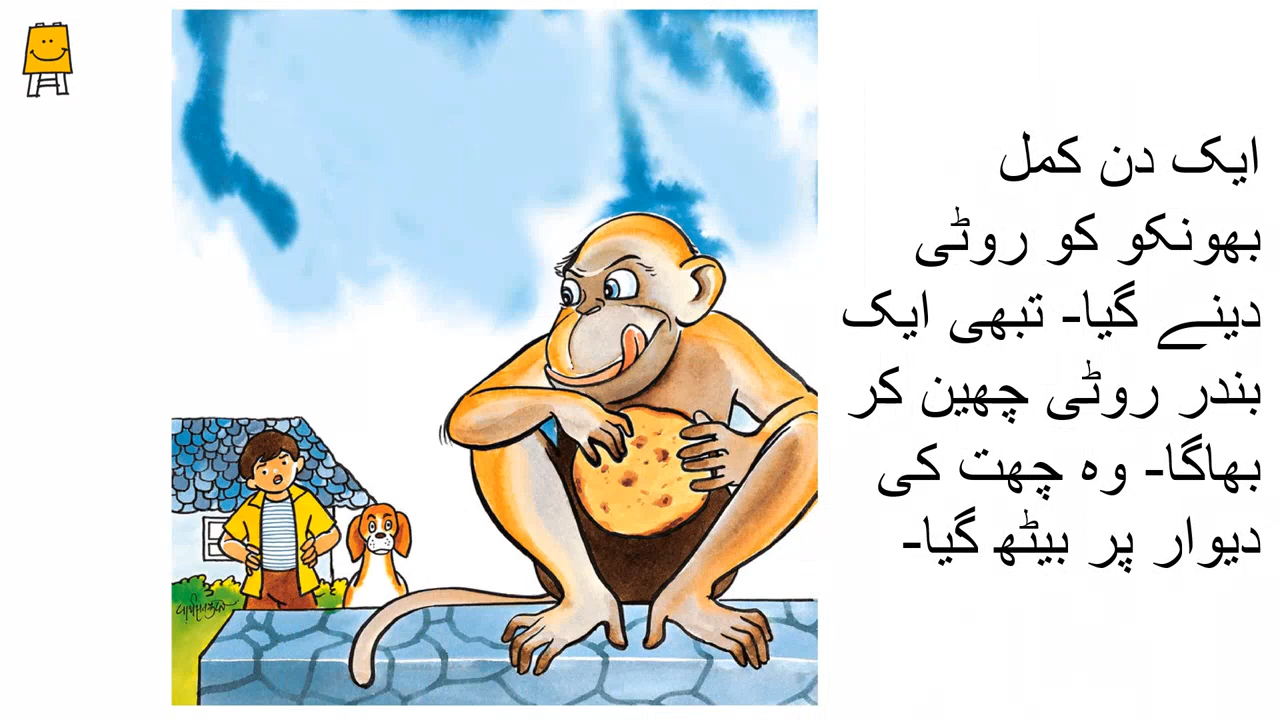 ایک دن کمل
بھونکو کو روٹی
دینے گیا- تبھی ایک
بندر روٹی چھین کر
بھاگا- وہ چھت کی
دیوار پر بیٹھ گیا-